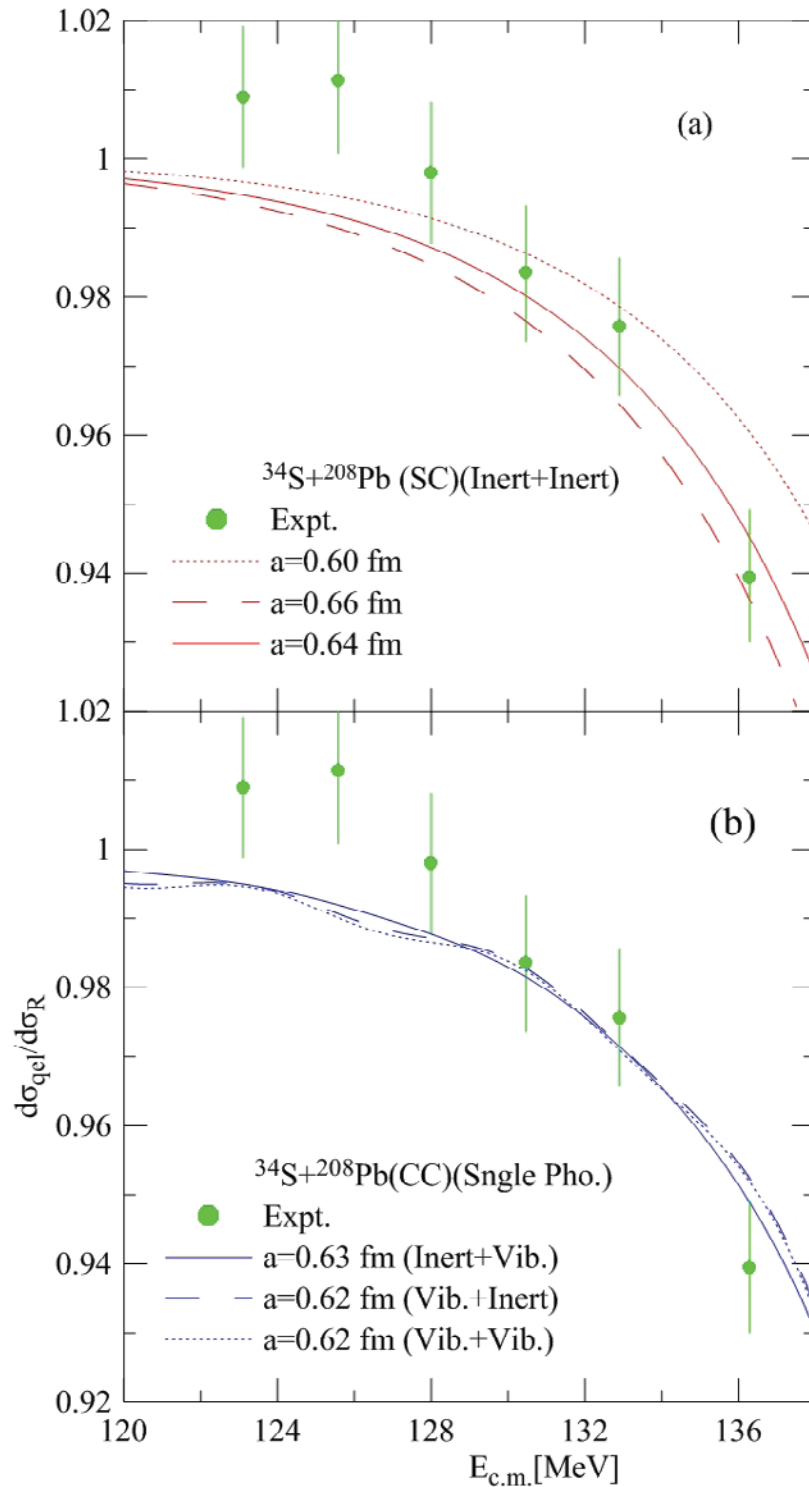 1.02
(a)
1
0.98
0.96
0.94
³⁴S+²⁰⁸Pb (SC)(Inert+Inert)
Expt.
a=0.60 fm
a=0.66 fm
a=0.64 fm
1.02
(b)
1
0.98
0.96
0.94
0.92
dσqel/dσR
³⁴S+²⁰⁸Pb(CC)(Sngle Pho.)
Expt.
a=0.63 fm (Inert+Vib.)
a=0.62 fm (Vib.+Inert)
a=0.62 fm (Vib.+Vib.)
120 124 128 132 136
Ec.m.[MeV]